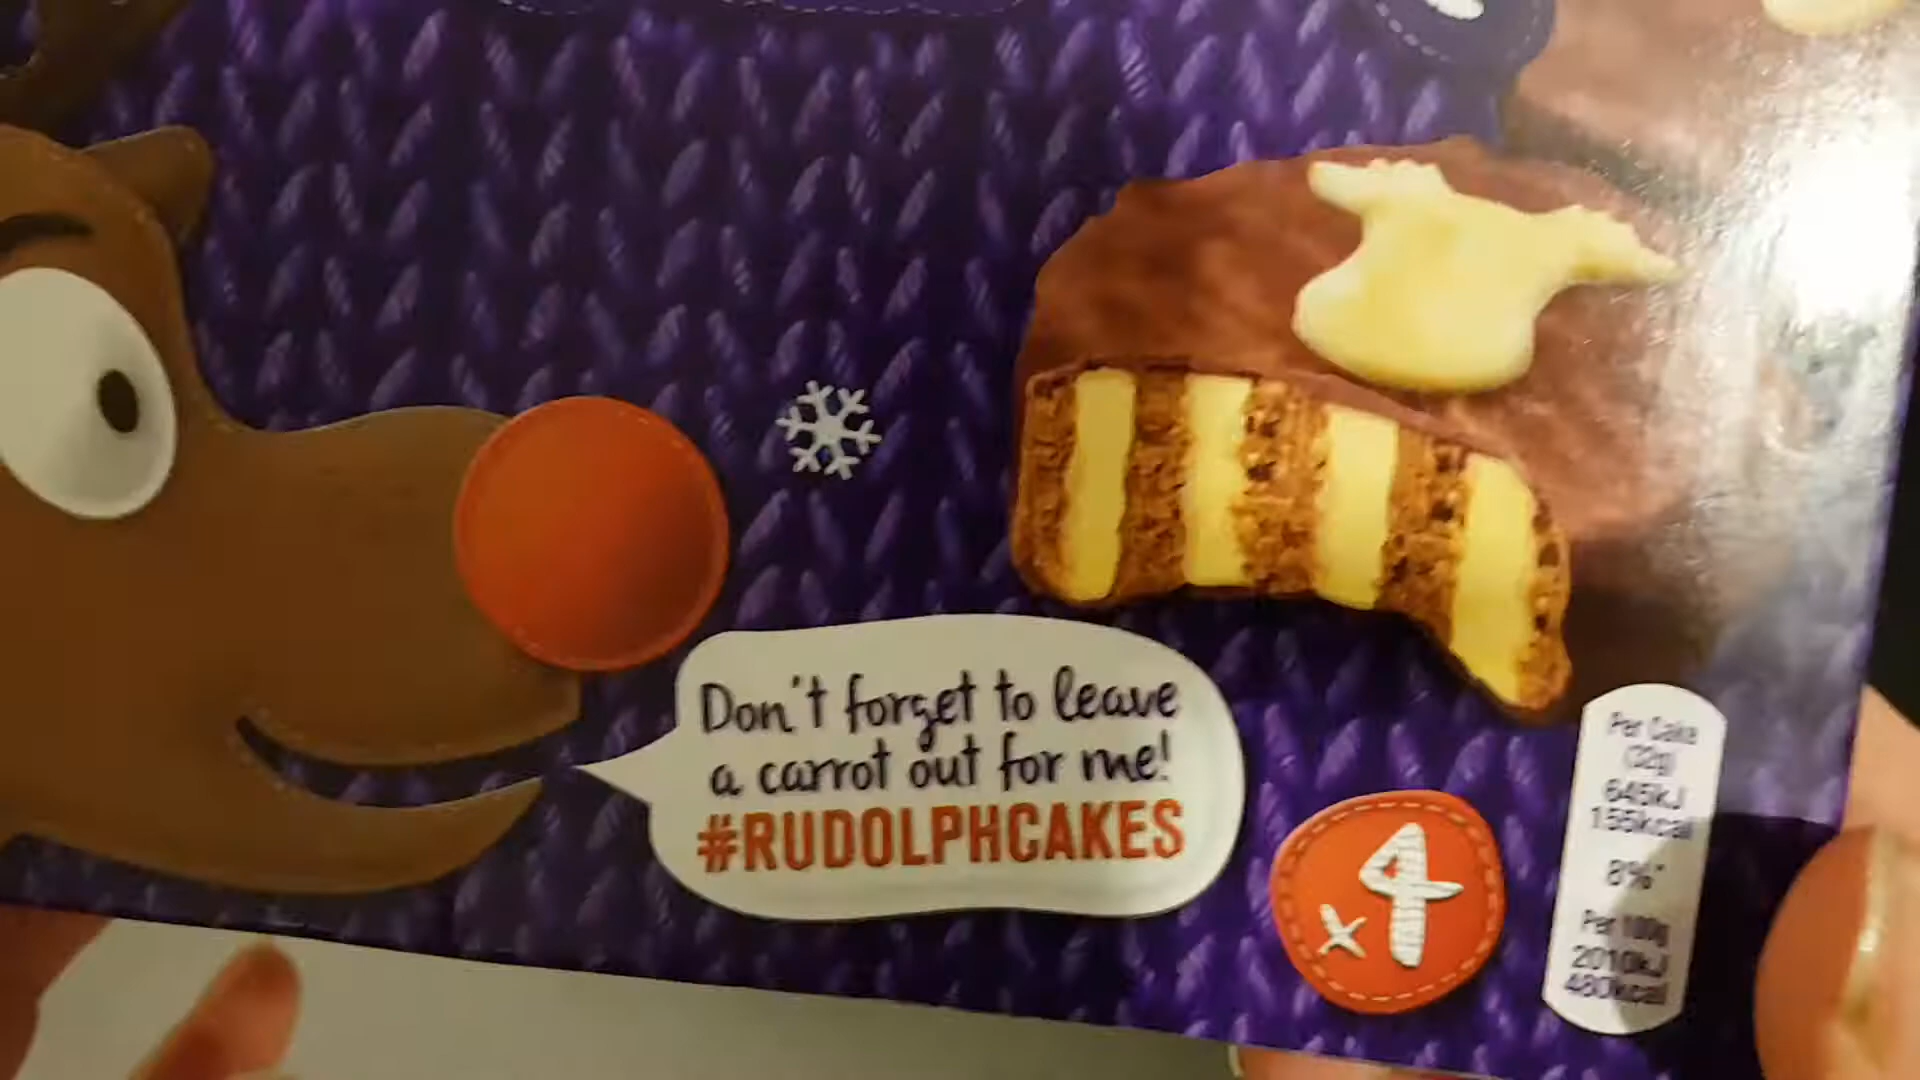 Don't forget to leave
a carrot out for me!
#RUDOLPHCAKES
x4
Per Cake
(32g)
645kJ
155kcal
8%*
Per 100g
2010kJ
480kcal